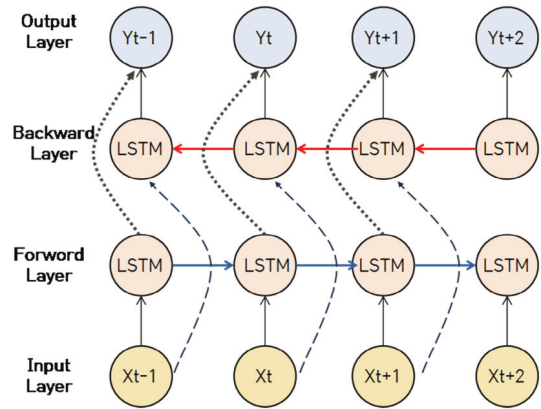 Output
Layer
Yt-1
Yt
Yt+1
Yt+2
Backward
Layer
LSTM
LSTM
LSTM
LSTM
Forword
Layer
LSTM
LSTM
LSTM
LSTM
Input
Layer
Xt-1
Xt
Xt+1
Xt+2